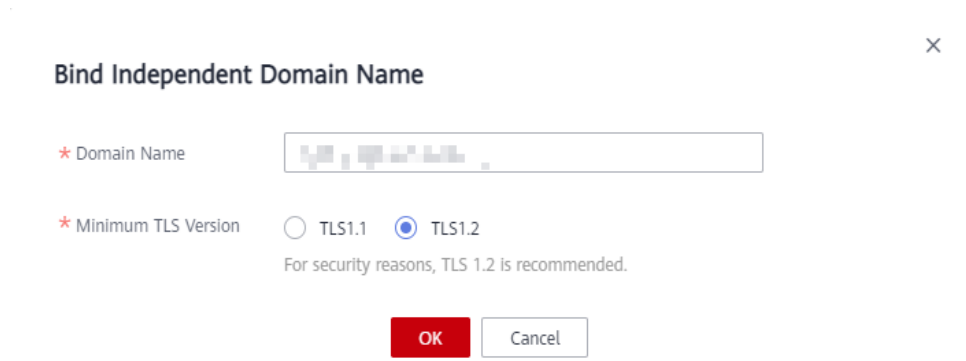 Bind Independent Domain Name
* Domain Name
* Minimum TLS Version TLS1.1 TLS1.2
For security reasons, TLS 1.2 is recommended.
OK Cancel